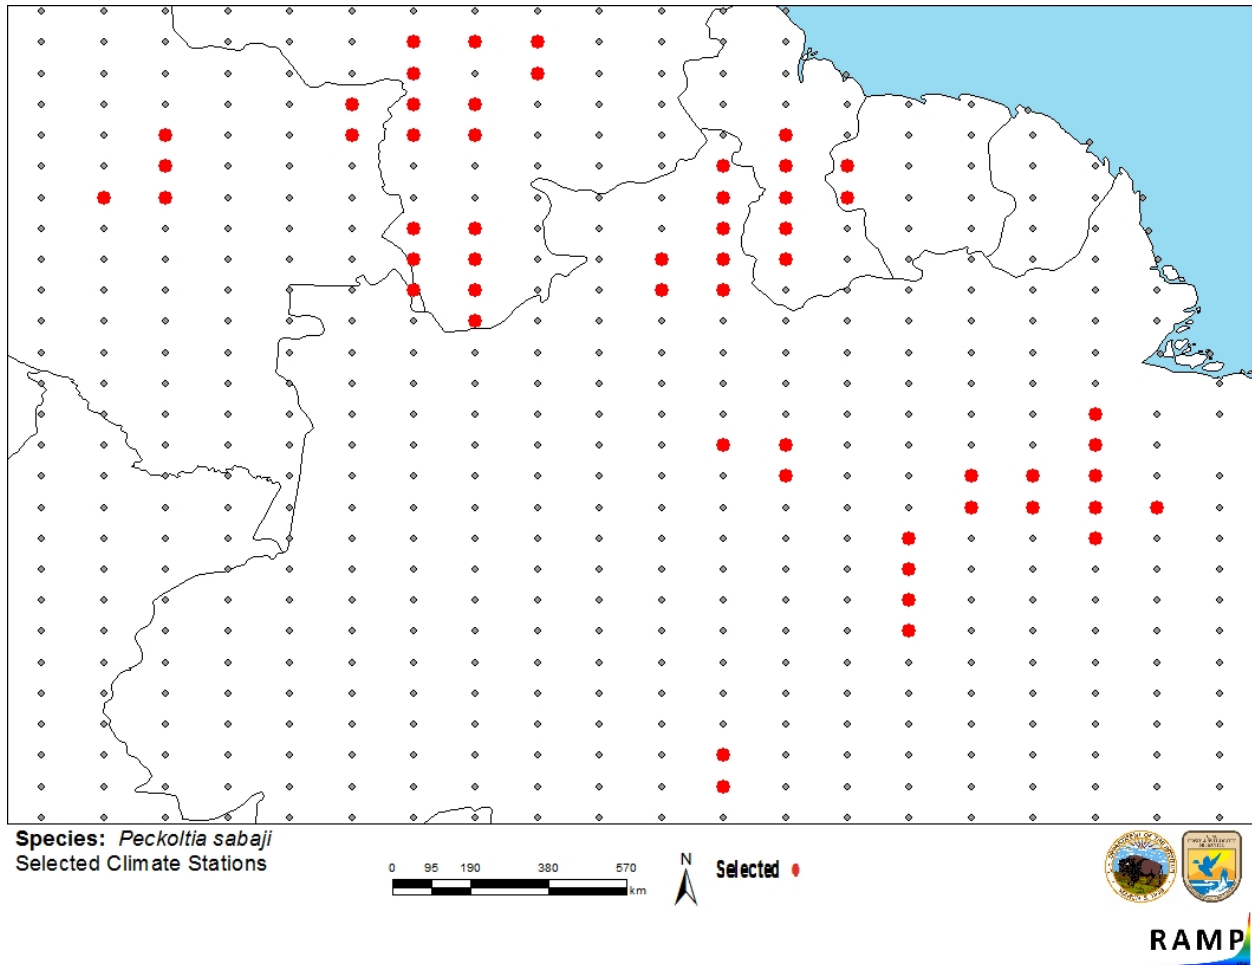 Species: Peckoltia sabaji
Selected Climate Stations
0 95 190 380 570
km
N
Selected
RAMP